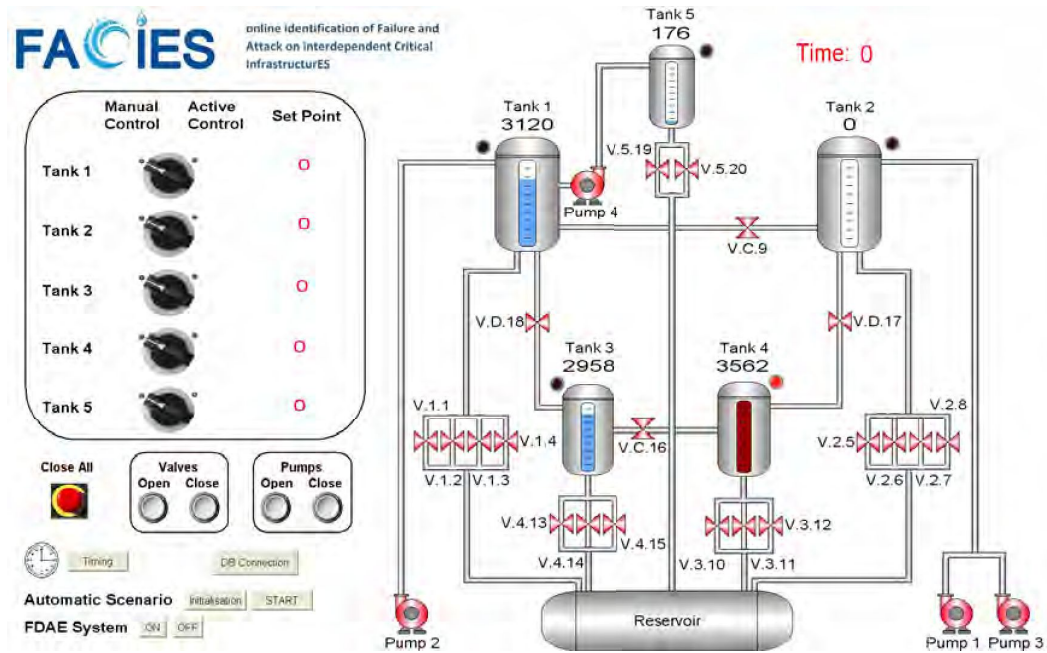 FACIES
online identification of Failure and
Attack on interdependent Critical
InfrastructurES
Time: 0
Manual Control
Active Control
Set Point
Tank 1
0
Tank 2
0
Tank 3
0
Tank 4
0
Tank 5
0
Close All
Valves
Open Close
Pumps
Open Close
Timing
DB Connection
Automatic Scenario
Initialisation
START
FDAE System
ON
OFF
Tank 5
176
Tank 1
3120
Tank 2
0
V.5.19
V.5.20
Pump 4
V.C.9
V.D.18
V.D.17
Tank 3
2958
Tank 4
3562
V.1.1
V.1.4
V.C.16
V.2.8
V.2.5
V.1.2
V.1.3
V.2.6
V.2.7
V.4.13
V.4.15
V.4.14
V.3.12
V.3.10
V.3.11
Reservoir
Pump 2
Pump 1
Pump 3